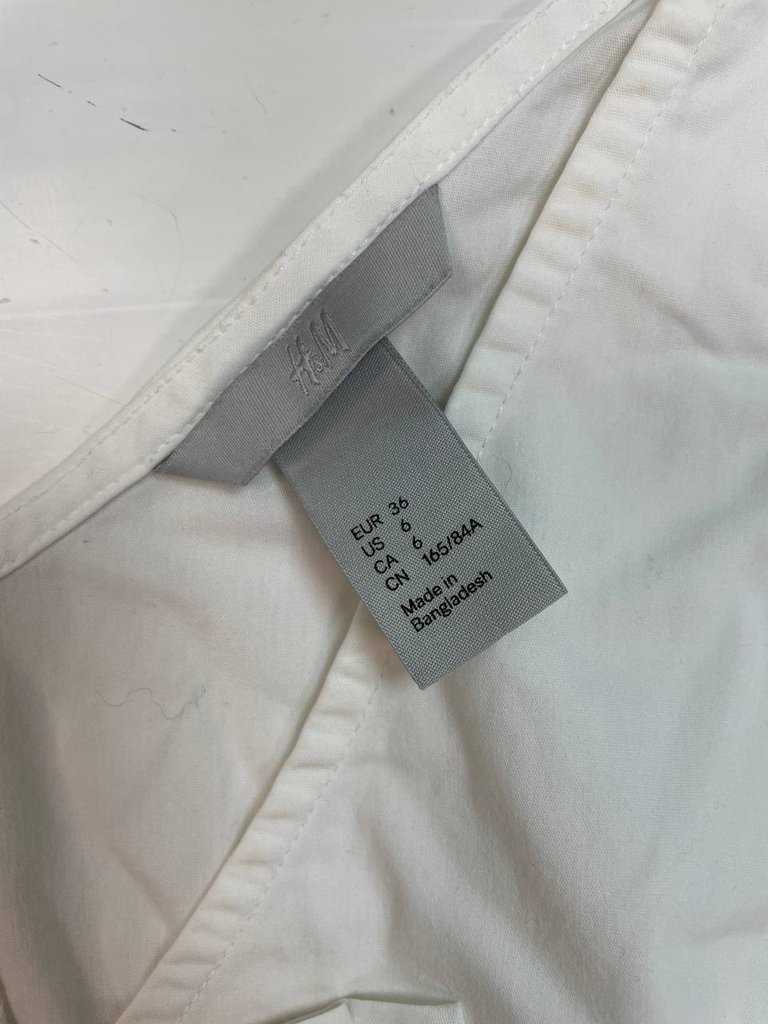 H&M
EUR 36
US 6
CA 6
CN 165/84A
Made in
Bangladesh